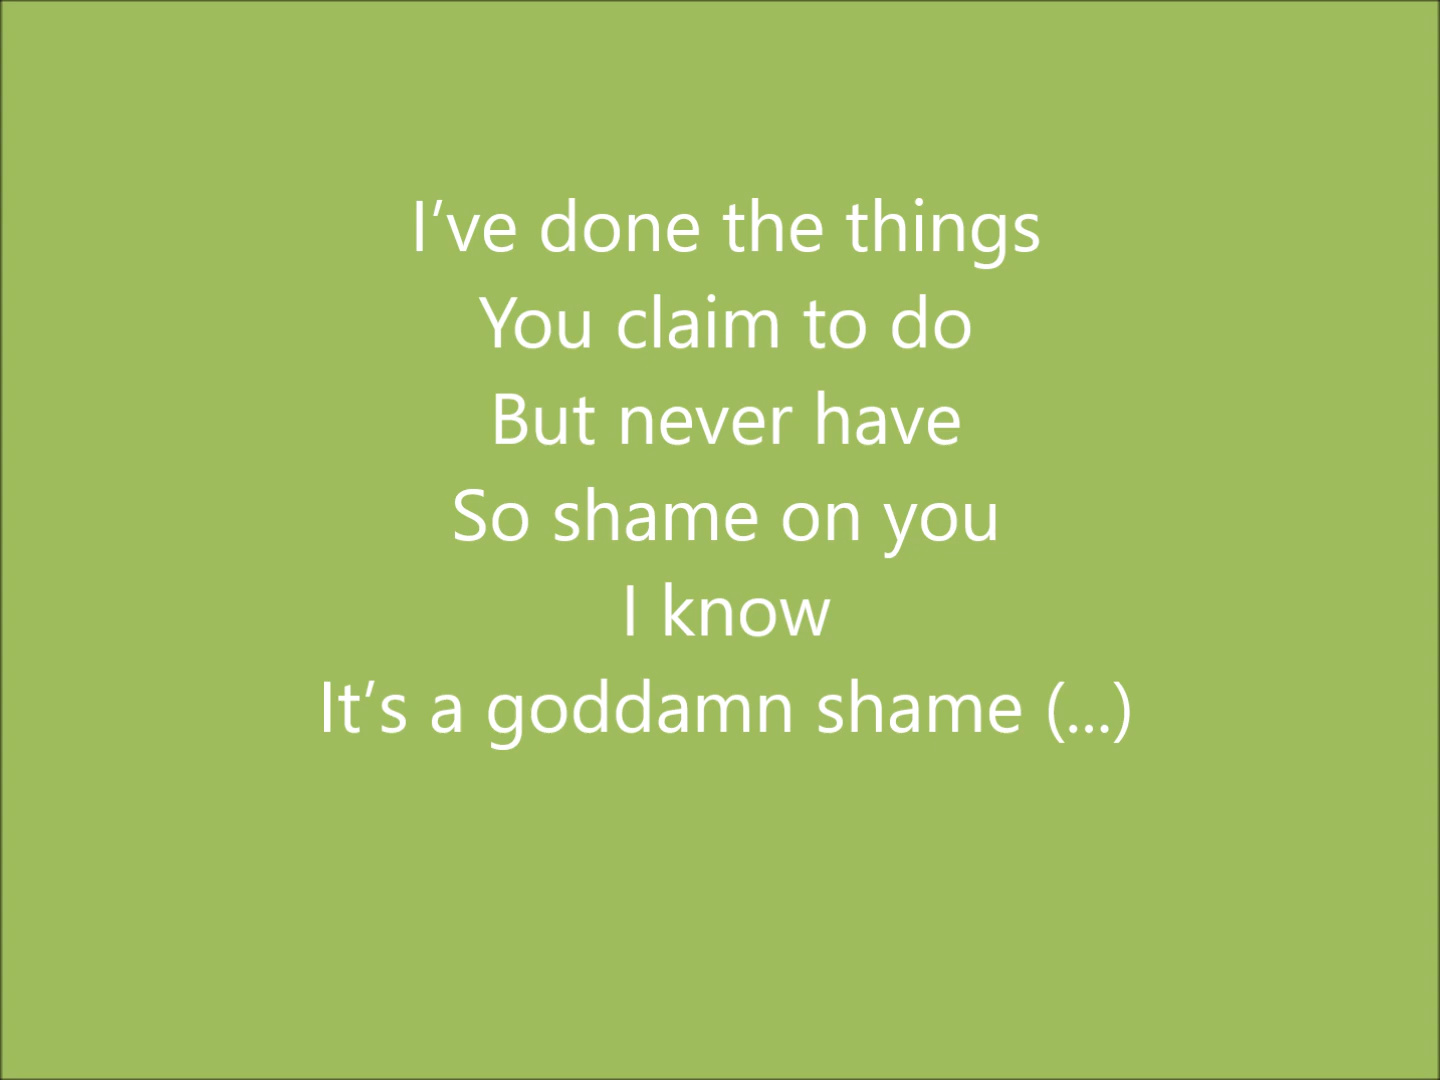 I’ve done the things
You claim to do
But never have
So shame on you
I know
It’s a goddamn shame (...)